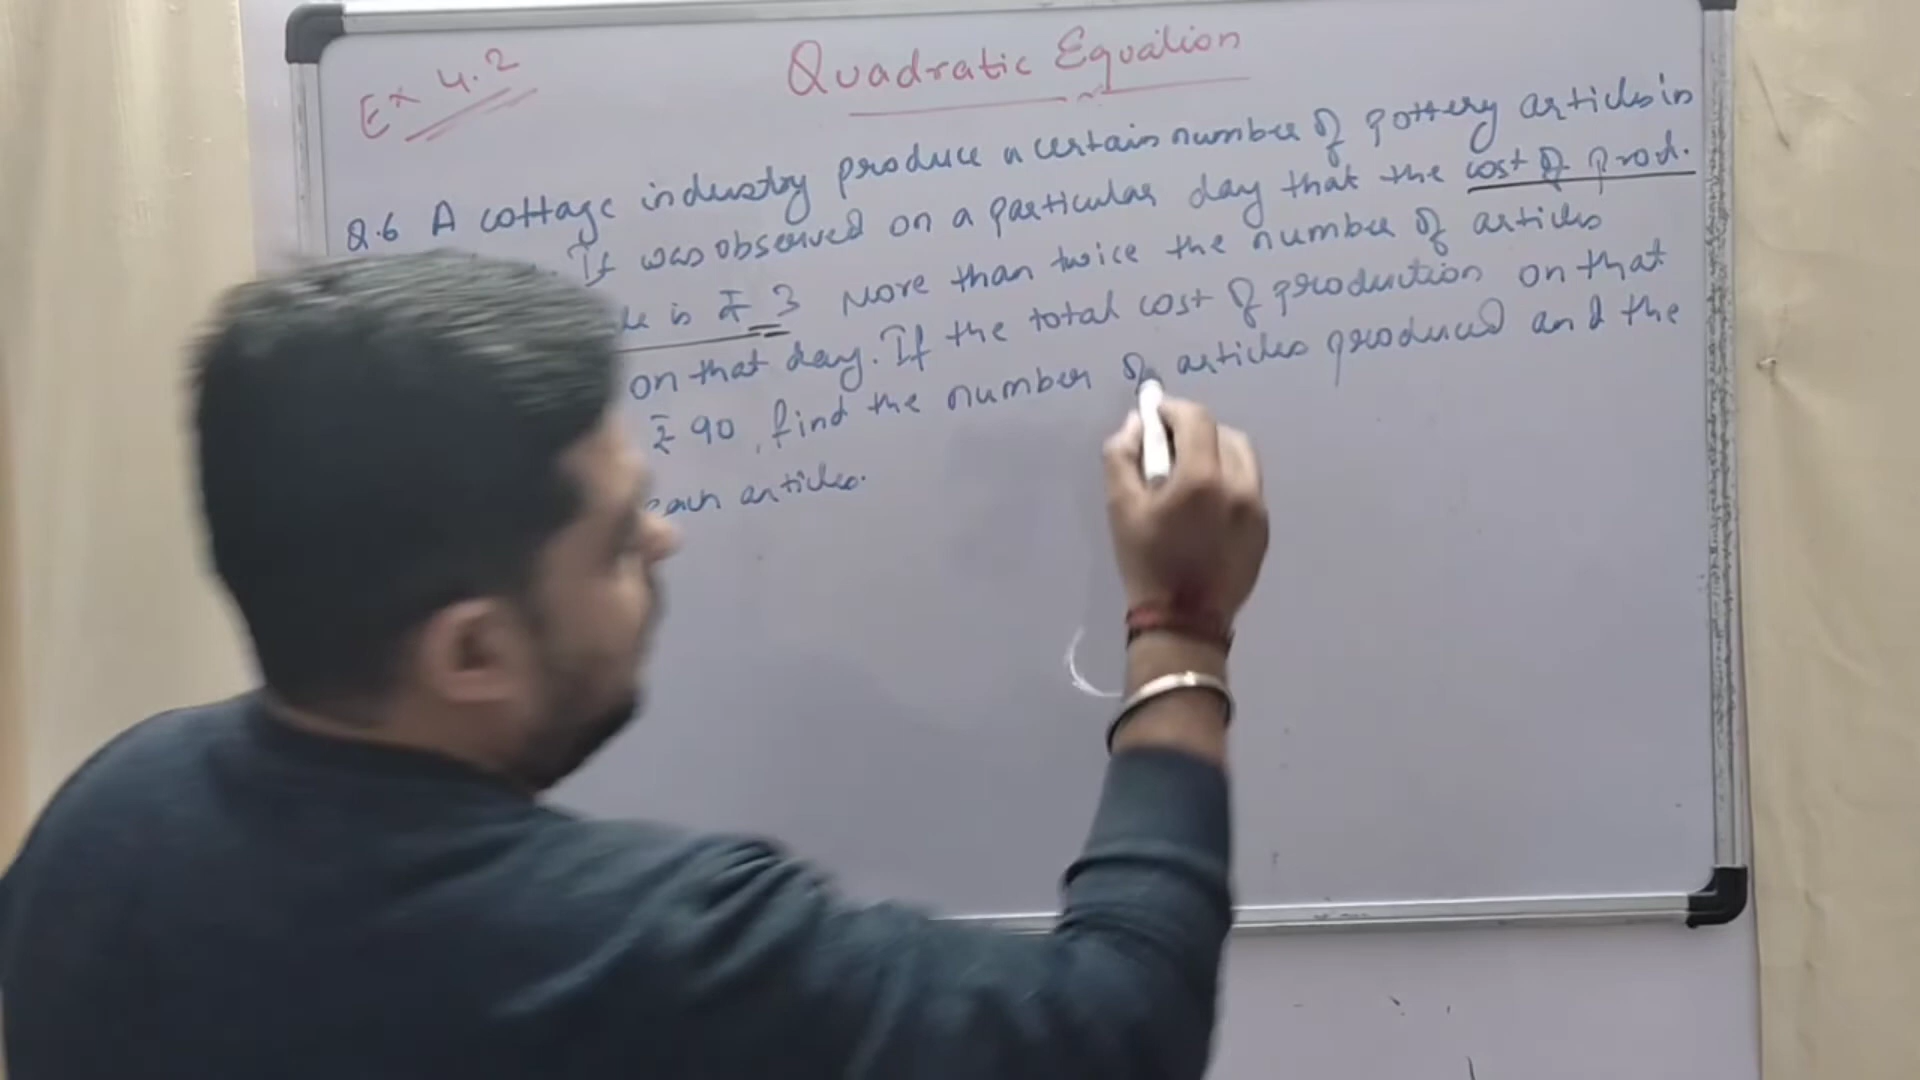 Ex 4.2
Quadratic Equation
Q.6 A cottage industry produce a certain number of pottery articles in
It was observed on a particular day that the cost of prod.
is ₹ 3 More than twice the number of articles
on that day. If the total cost of production on that
₹ 90, find the number of articles produced and the
each articles.